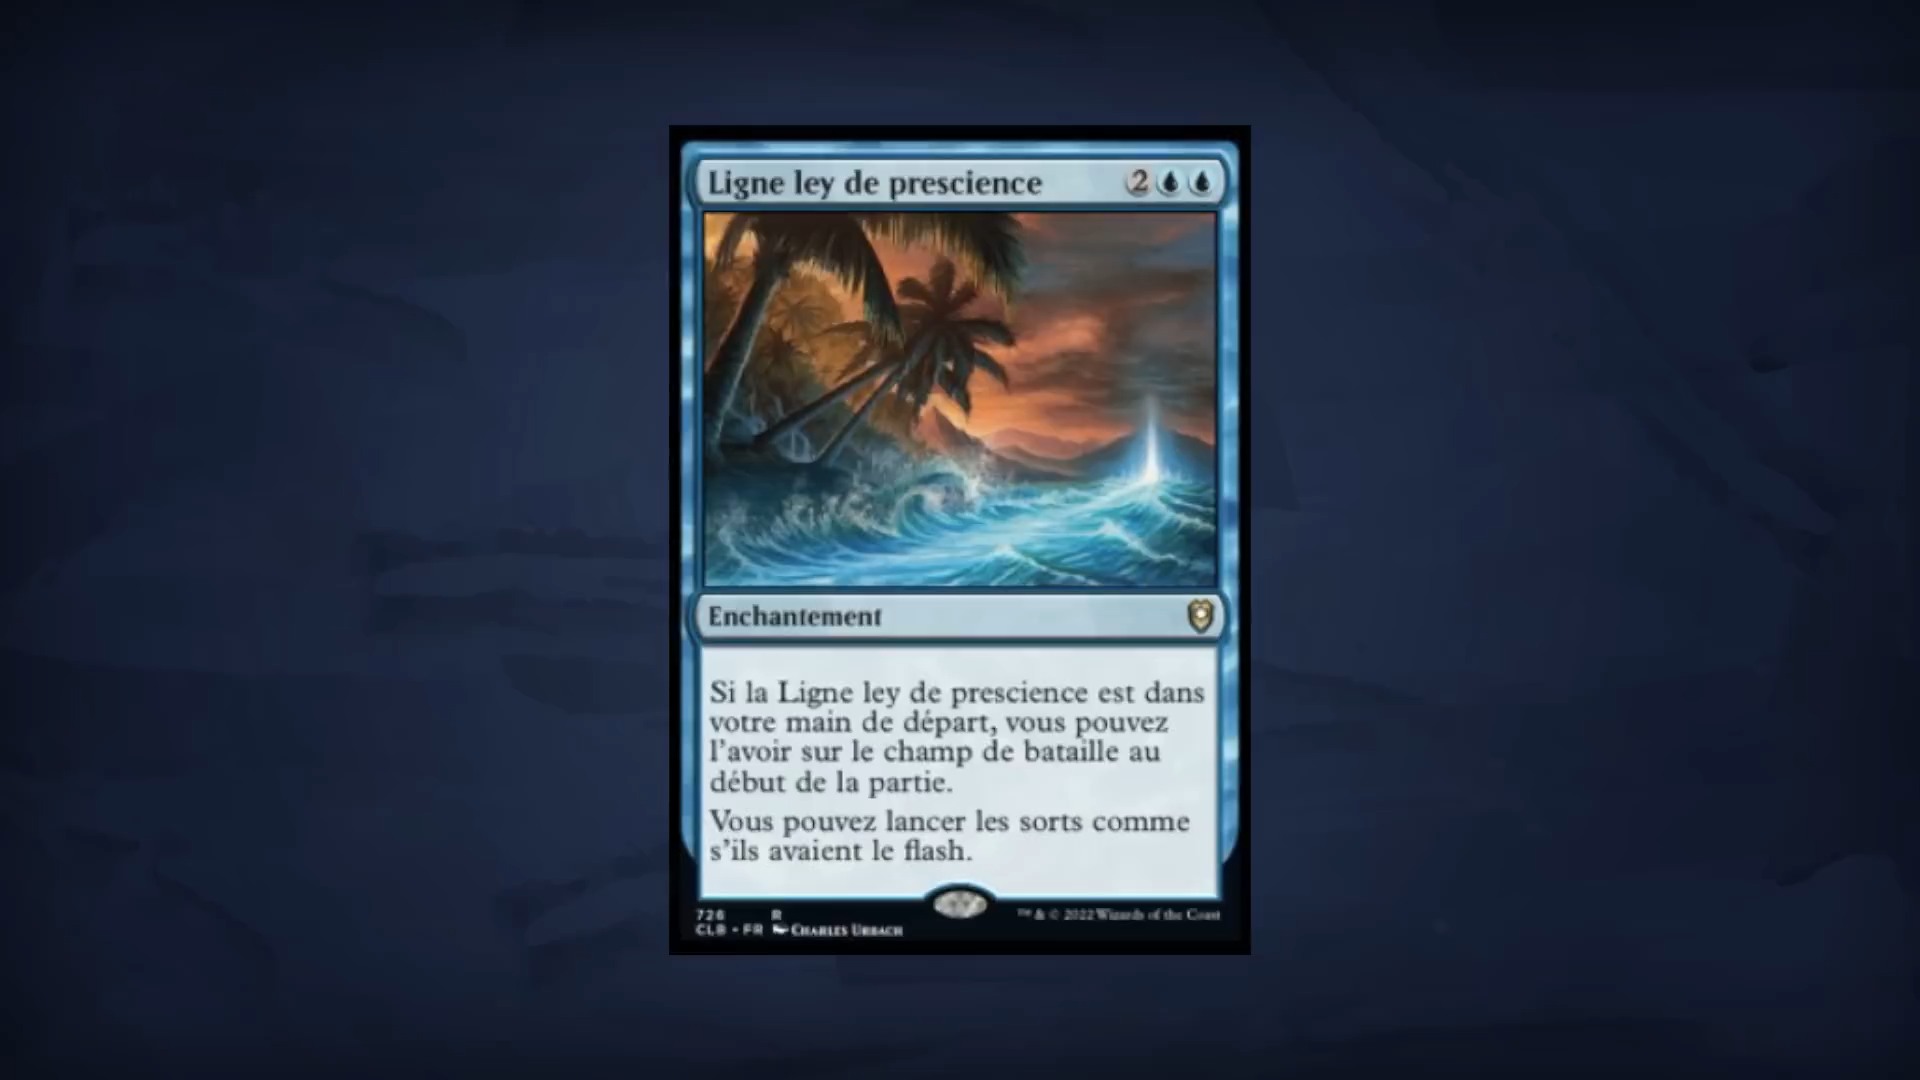 Ligne ley de prescience 2
Enchantement
Si la Ligne ley de prescience est dans
votre main de départ, vous pouvez
l'avoir sur le champ de bataille au
début de la partie.
Vous pouvez lancer les sorts comme
s'ils avaient le flash.
726 R
CLB • FR Charles Urbach
™ & © 2022 Wizards of the Coast